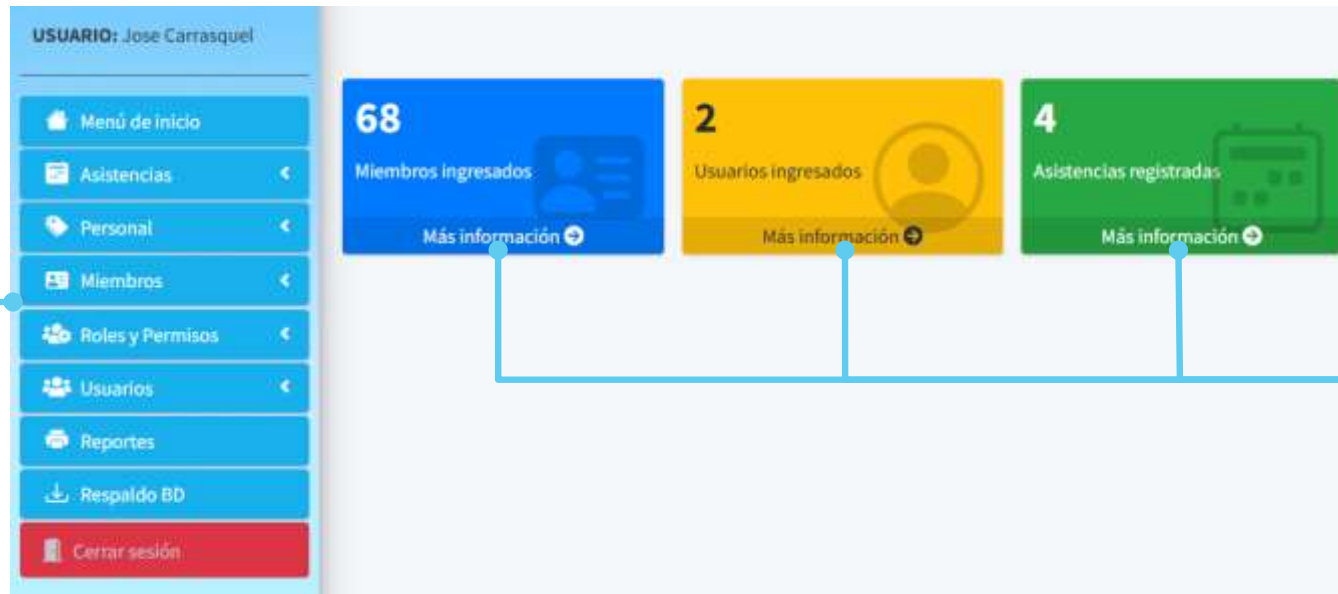 USUARIO: Jose Carrasquel
Menú de inicio
Asistencias
Personal
Miembros
Roles y Permisos
Usuarios
Reportes
Respaldo BD
Cerrar sesión
68
Miembros ingresados
Más información
2
Usuarios ingresados
Más información
4
Asistencias registradas
Más información